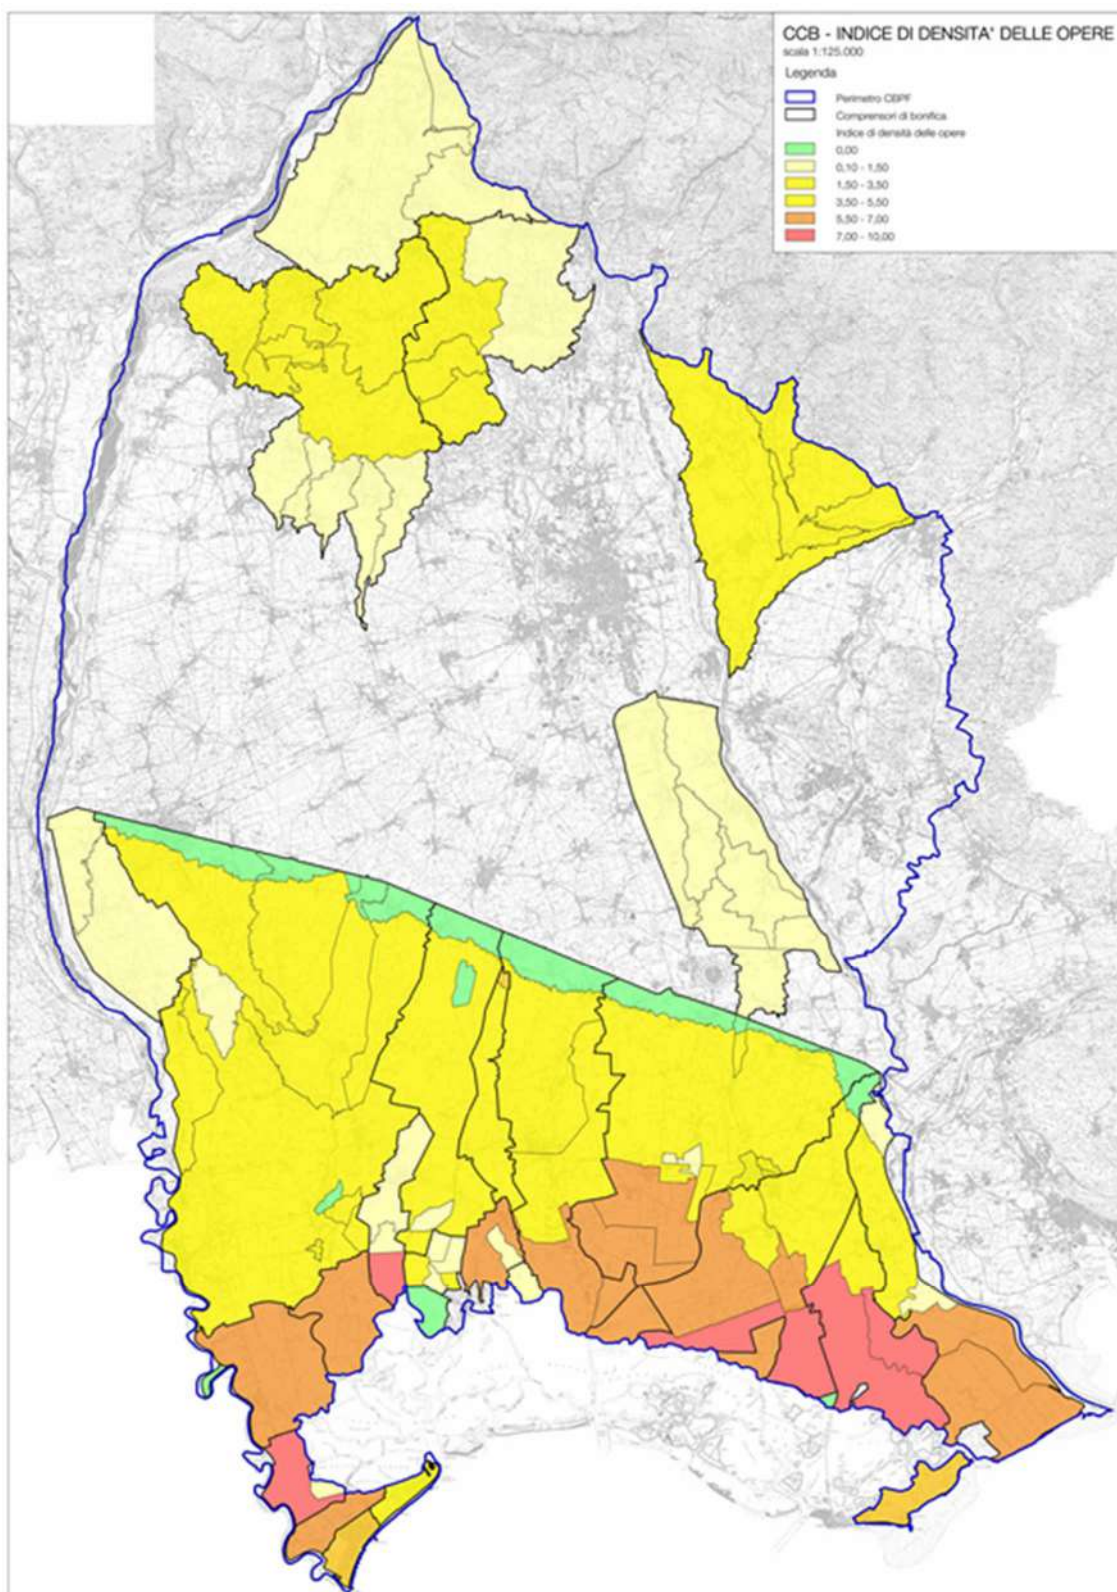 CCB - INDICE DI DENSITA' DELLE OPERE
scala 1:125.000
Legenda
Perimetro CBPF
Comprensori di bonifica
Indice di densità delle opere
0,00
0,10 - 1,50
1,50 - 3,50
3,50 - 5,50
5,50 - 7,00
7,00 - 10,00